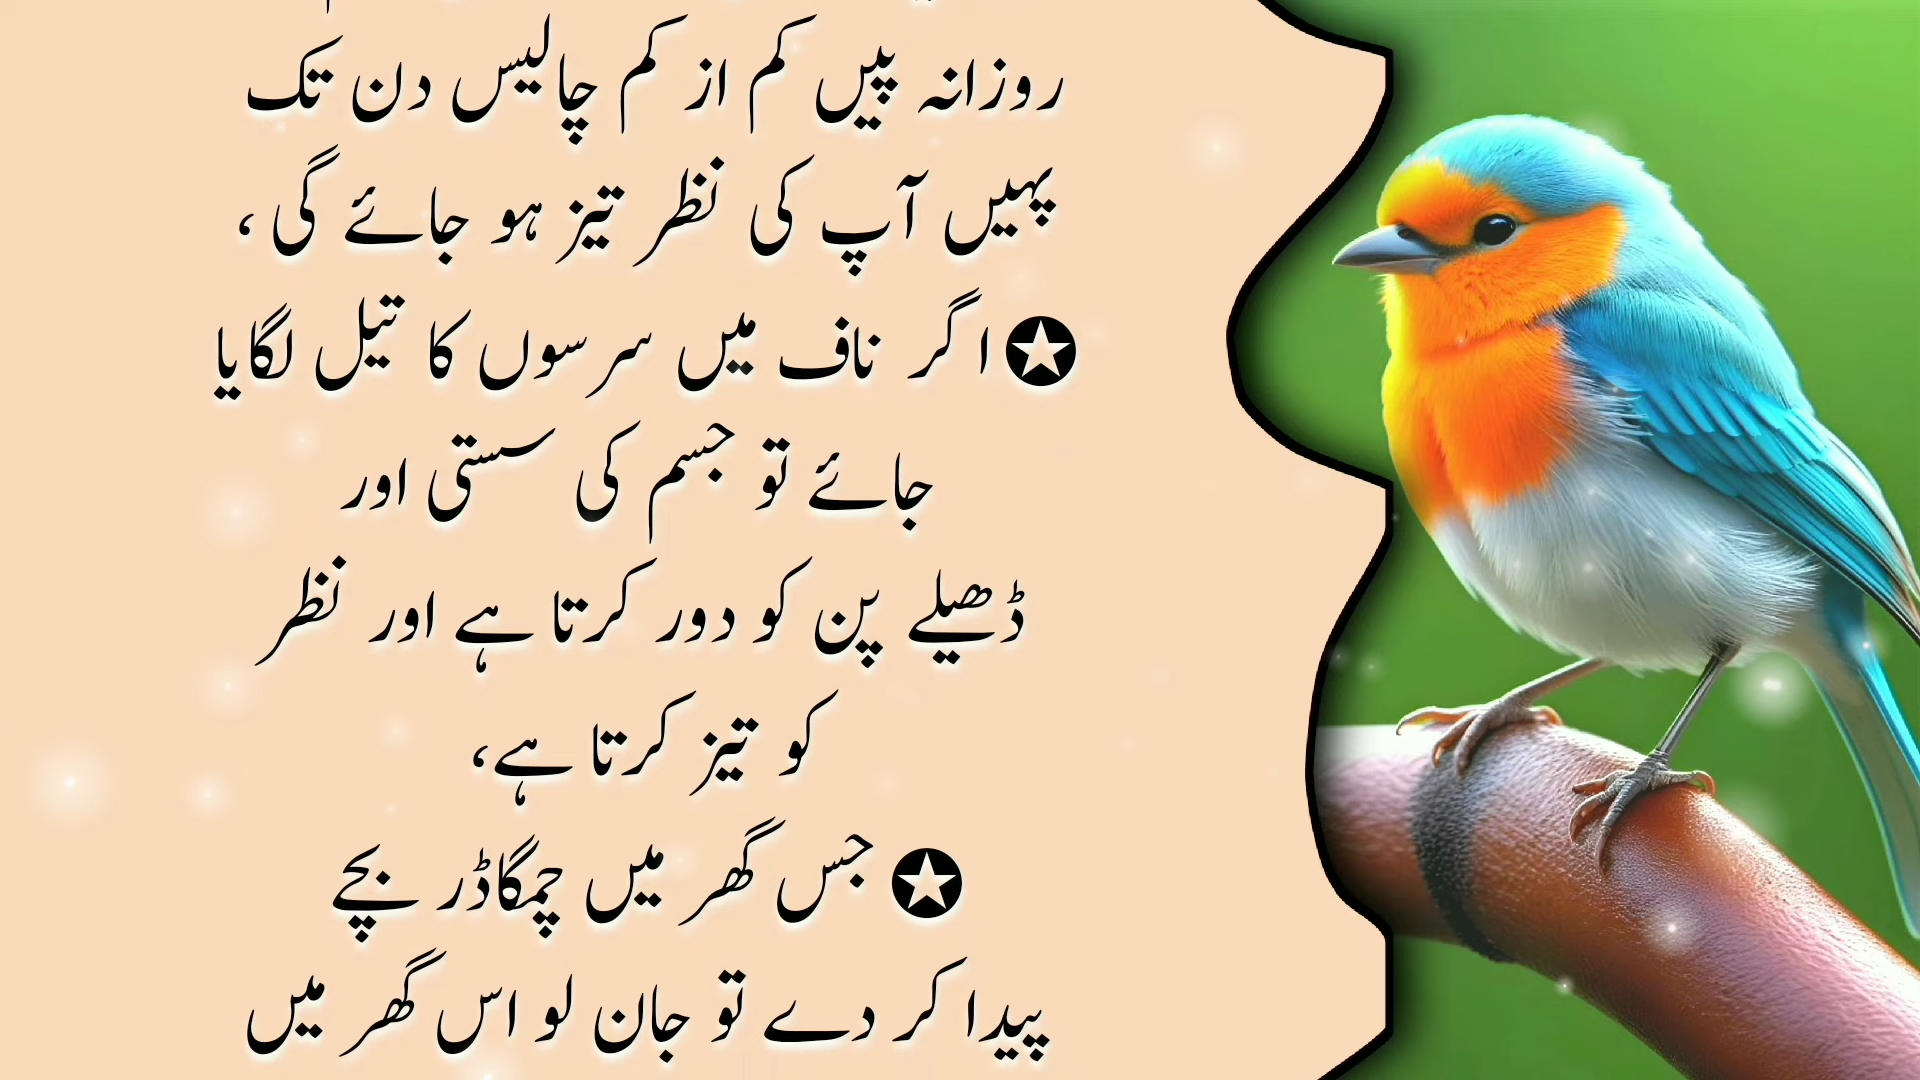 روزانہ پیں کم از کم چالیس دن تک
پہیں آپ کی نظر تیز ہو جائے گی ،
✪ اگر ناف میں سرسوں کا تیل لگایا
جائے تو جسم کی سستی اور
ڈھیلے پن کو دور کرتا ہے اور نظر
کو تیز کرتا ہے،
✪ جس گھر میں چمگاڈر بچے
پیدا کر دے تو جان لو اس گھر میں